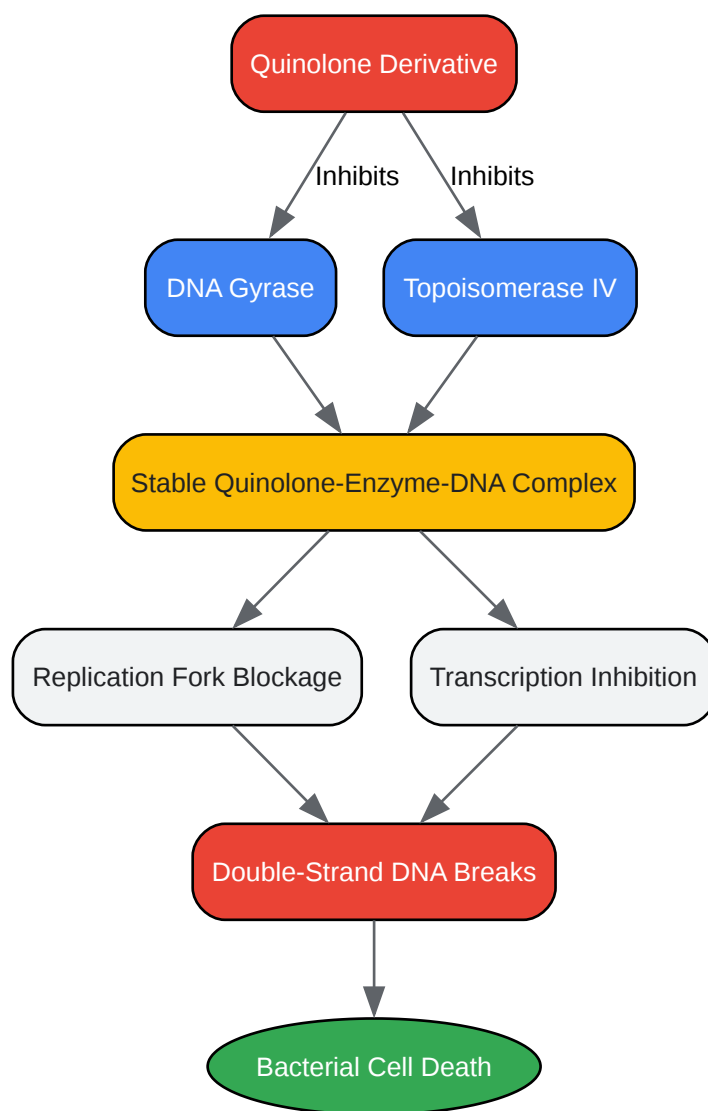 Quinolone Derivative
Inhibits
Inhibits
DNA Gyrase
Topoisomerase IV
Stable Quinolone-Enzyme-DNA Complex
Replication Fork Blockage
Transcription Inhibition
Double-Strand DNA Breaks
Bacterial Cell Death